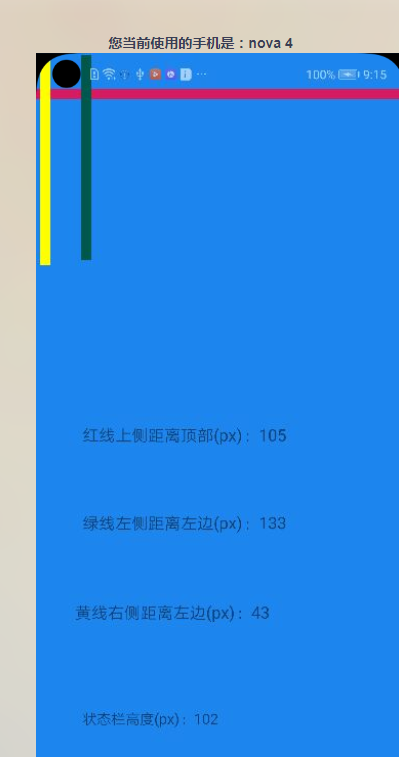 您当前使用的手机是：nova 4
100% 9:15
红线上侧距离顶部(px)：105
绿线左侧距离左边(px)：133
黄线右侧距离左边(px)：43
状态栏高度(px)：102